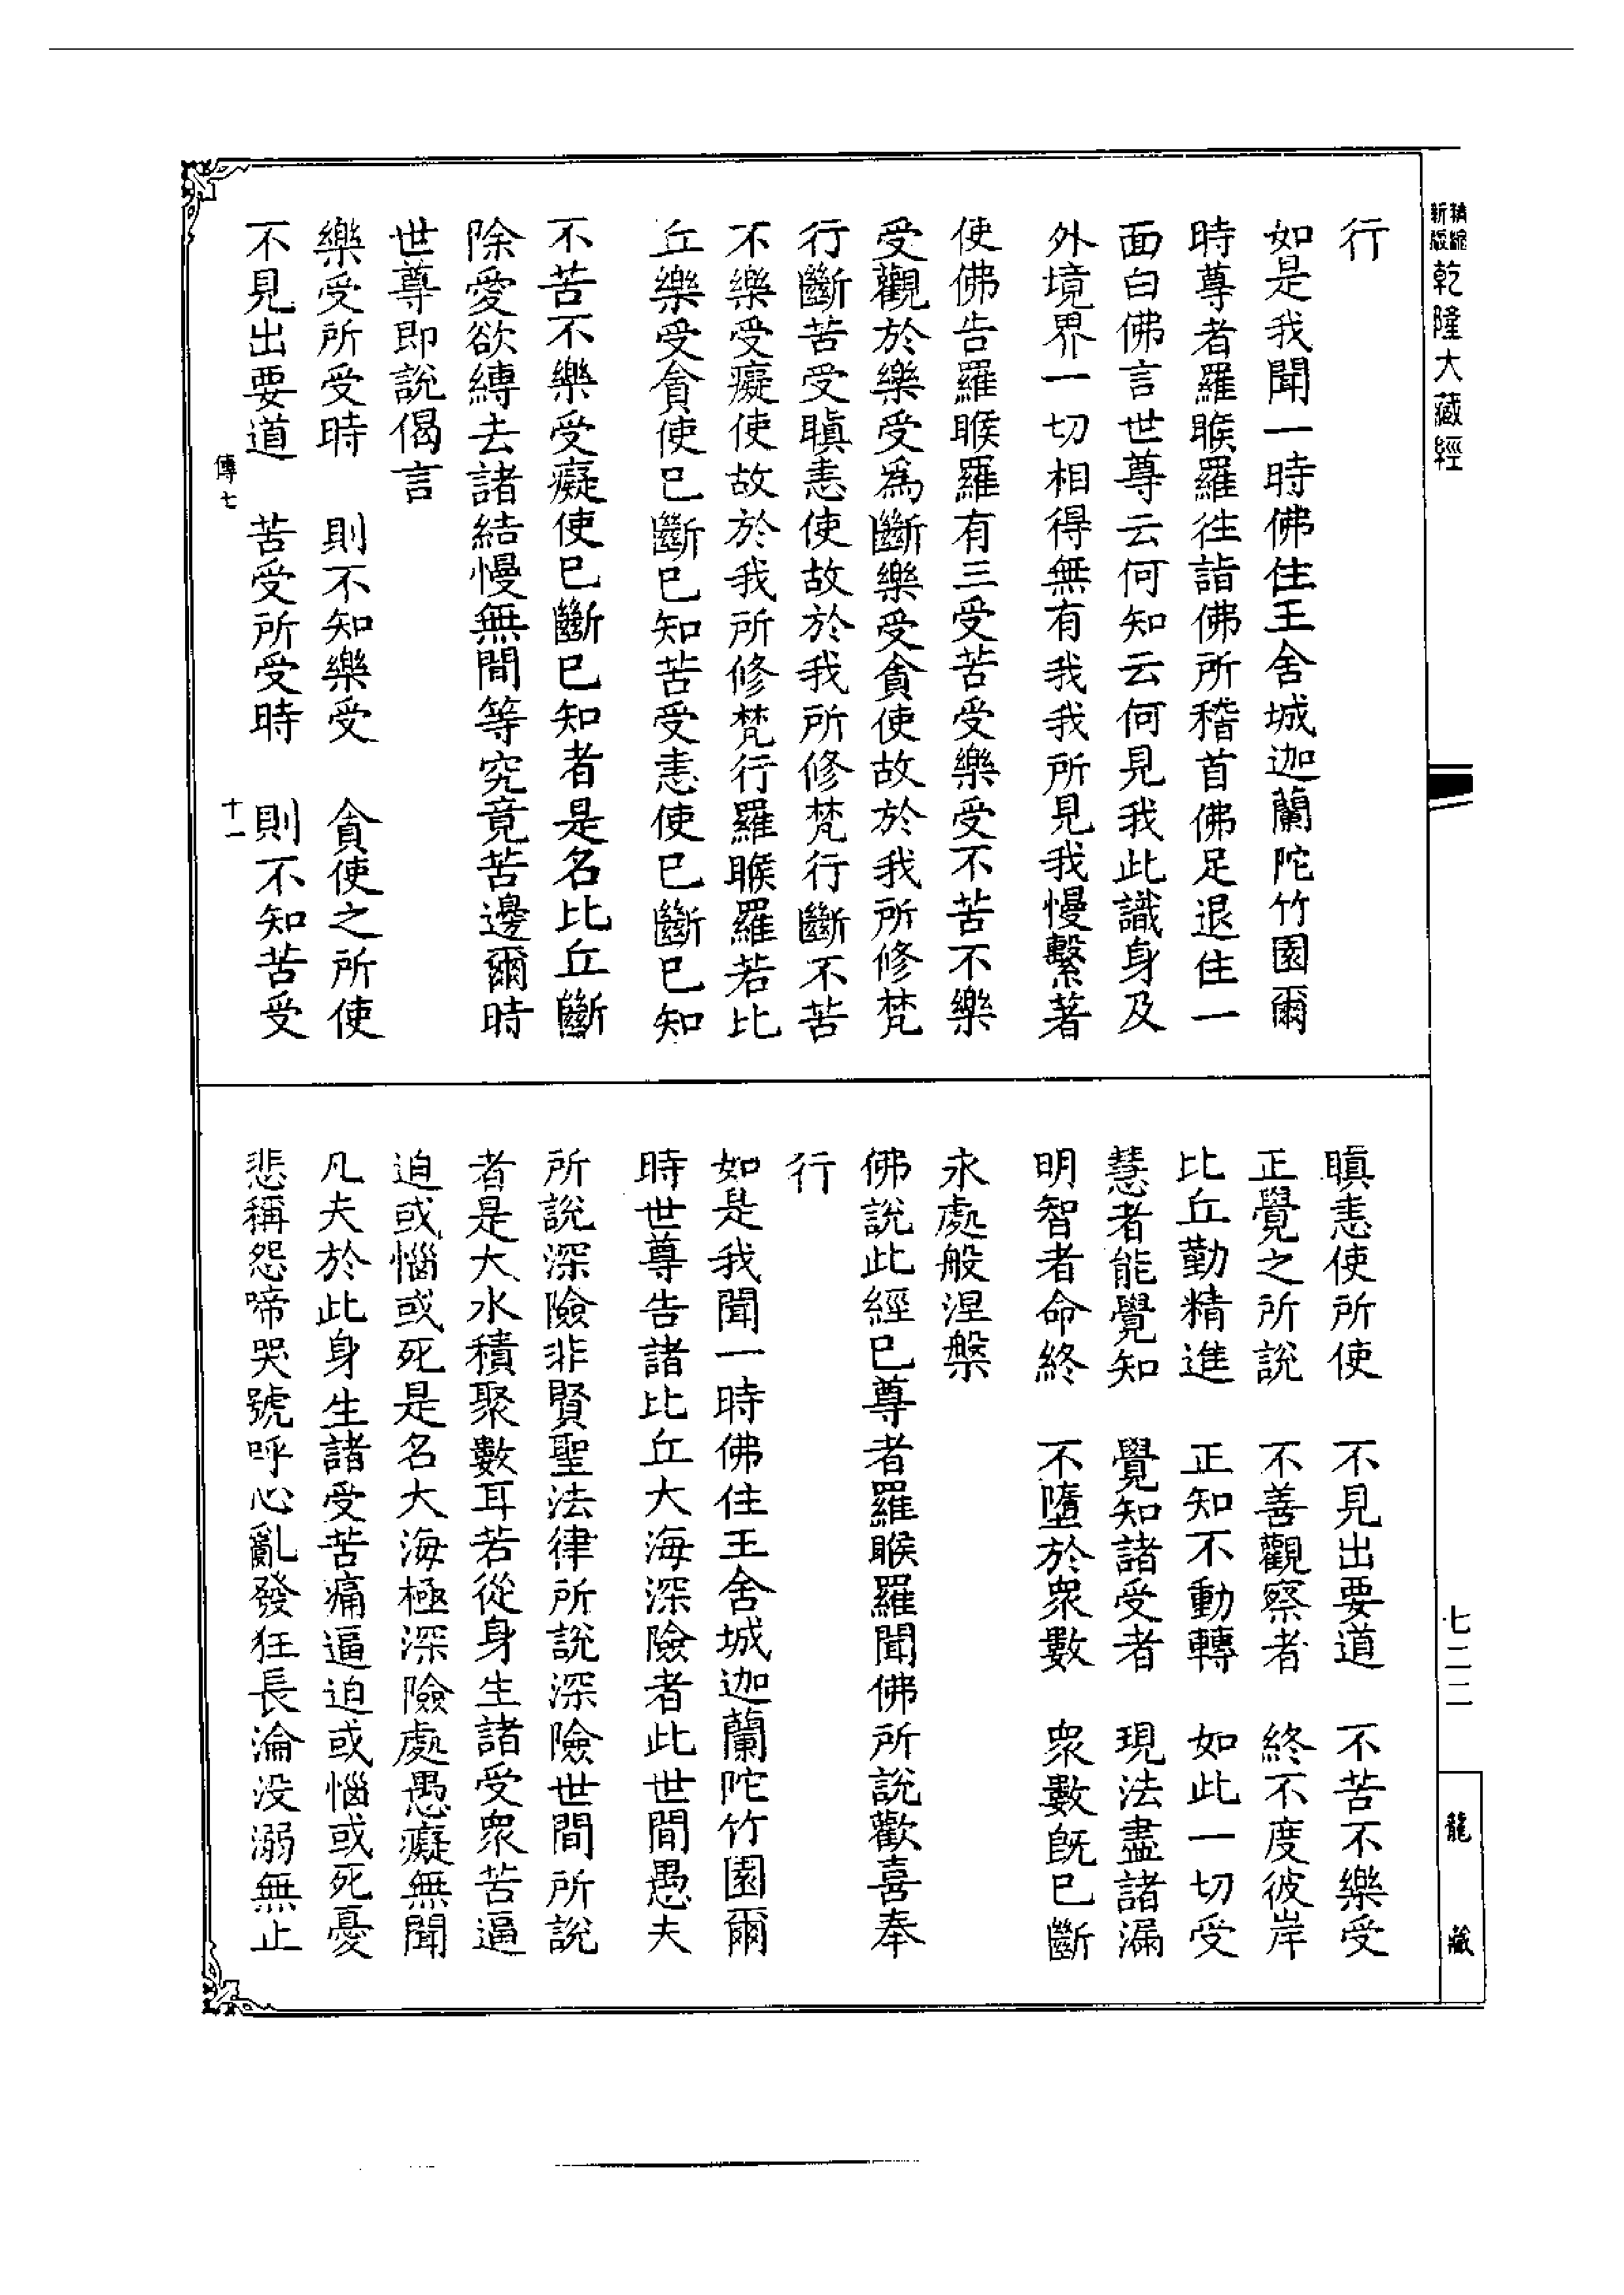 新版精縮 乾隆大藏經
行
如是我聞一時佛住王舍城迦蘭陀竹園爾
時尊者羅睺羅往詣佛所稽首佛足退住一
面白佛言世尊云何知云何見我此識身及
外境界一切相得無有我我所見我慢繫著
使佛告羅睺羅有三受苦受樂受不苦不樂
受觀於樂受為斷樂受貪使故於我所修梵
行斷苦受瞋恚使故於我所修梵行斷不苦
不樂受癡使故於我所修梵行羅睺羅若比
丘樂受貪使已斷已知苦受恚使已斷已知
不苦不樂受癡使已斷已知者是名比丘斷
除愛欲縛去諸結慢無間等究竟苦邊爾時
世尊即說偈言
樂受所受時 則不知樂受 貪使之所使
不見出要道 苦受所受時 則不知苦受
傳七 十一
瞋恚使所使 不見出要道 不苦不樂受
正覺之所說 不善觀察者 終不度彼岸
比丘勤精進 正知不動轉 如此一切受
慧者能覺知 覺知諸受者 現法盡諸漏
明智者命終 不墮於眾數 眾數既已斷
永處般涅槃
佛說此經已尊者羅睺羅聞佛所說歡喜奉
行
如是我聞一時佛住王舍城迦蘭陀竹園爾
時世尊告諸比丘大海深險者此世間愚夫
所說深險非賢聖法律所說深險世間所說
者是大水積聚數耳若從身生諸受眾苦逼
迫或惱或死是名大海極深險處愚癡無聞
凡夫於此身生諸受苦痛逼迫或惱或死憂
悲稱怨啼哭號呼心亂發狂長淪沒溺無止
七二二
龍藏